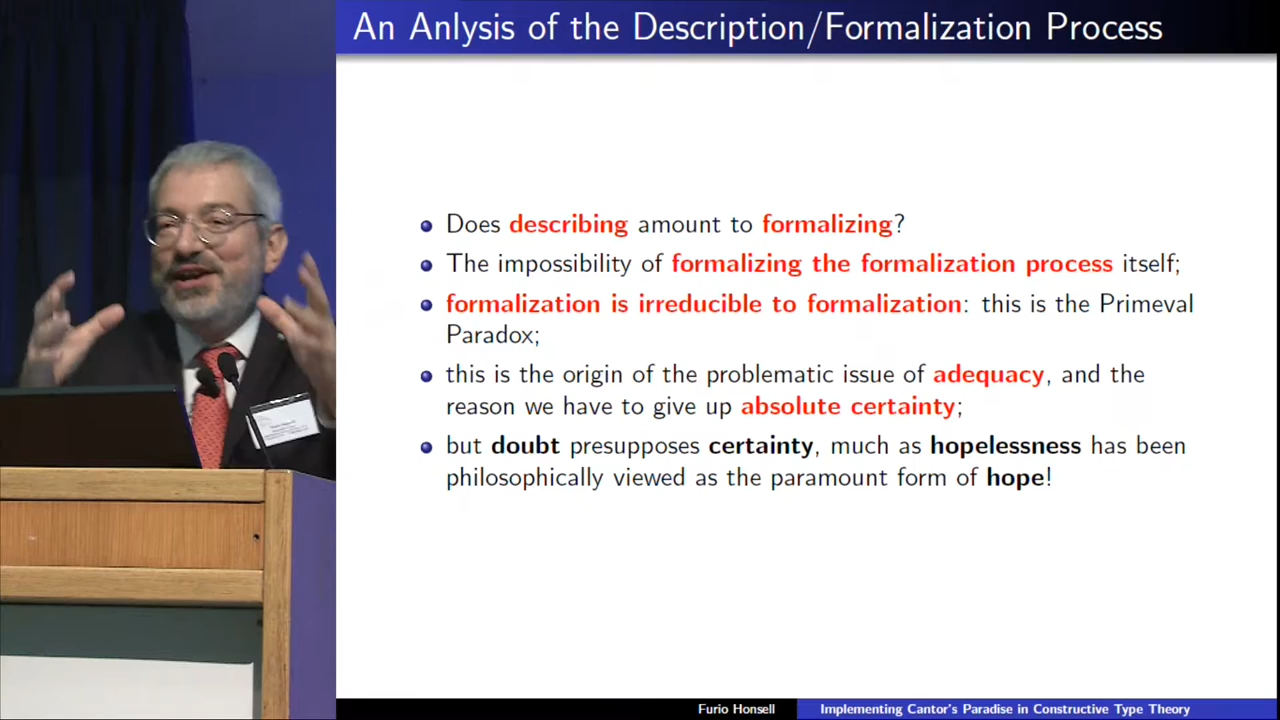 An Anlysis of the Description/Formalization Process
Does describing amount to formalizing?
The impossibility of formalizing the formalization process itself;
formalization is irreducible to formalization: this is the Primeval
Paradox;
this is the origin of the problematic issue of adequacy, and the
reason we have to give up absolute certainty;
but doubt presupposes certainty, much as hopelessness has been
philosophically viewed as the paramount form of hope!
Furio Honsell
Implementing Cantor's Paradise in Constructive Type Theory